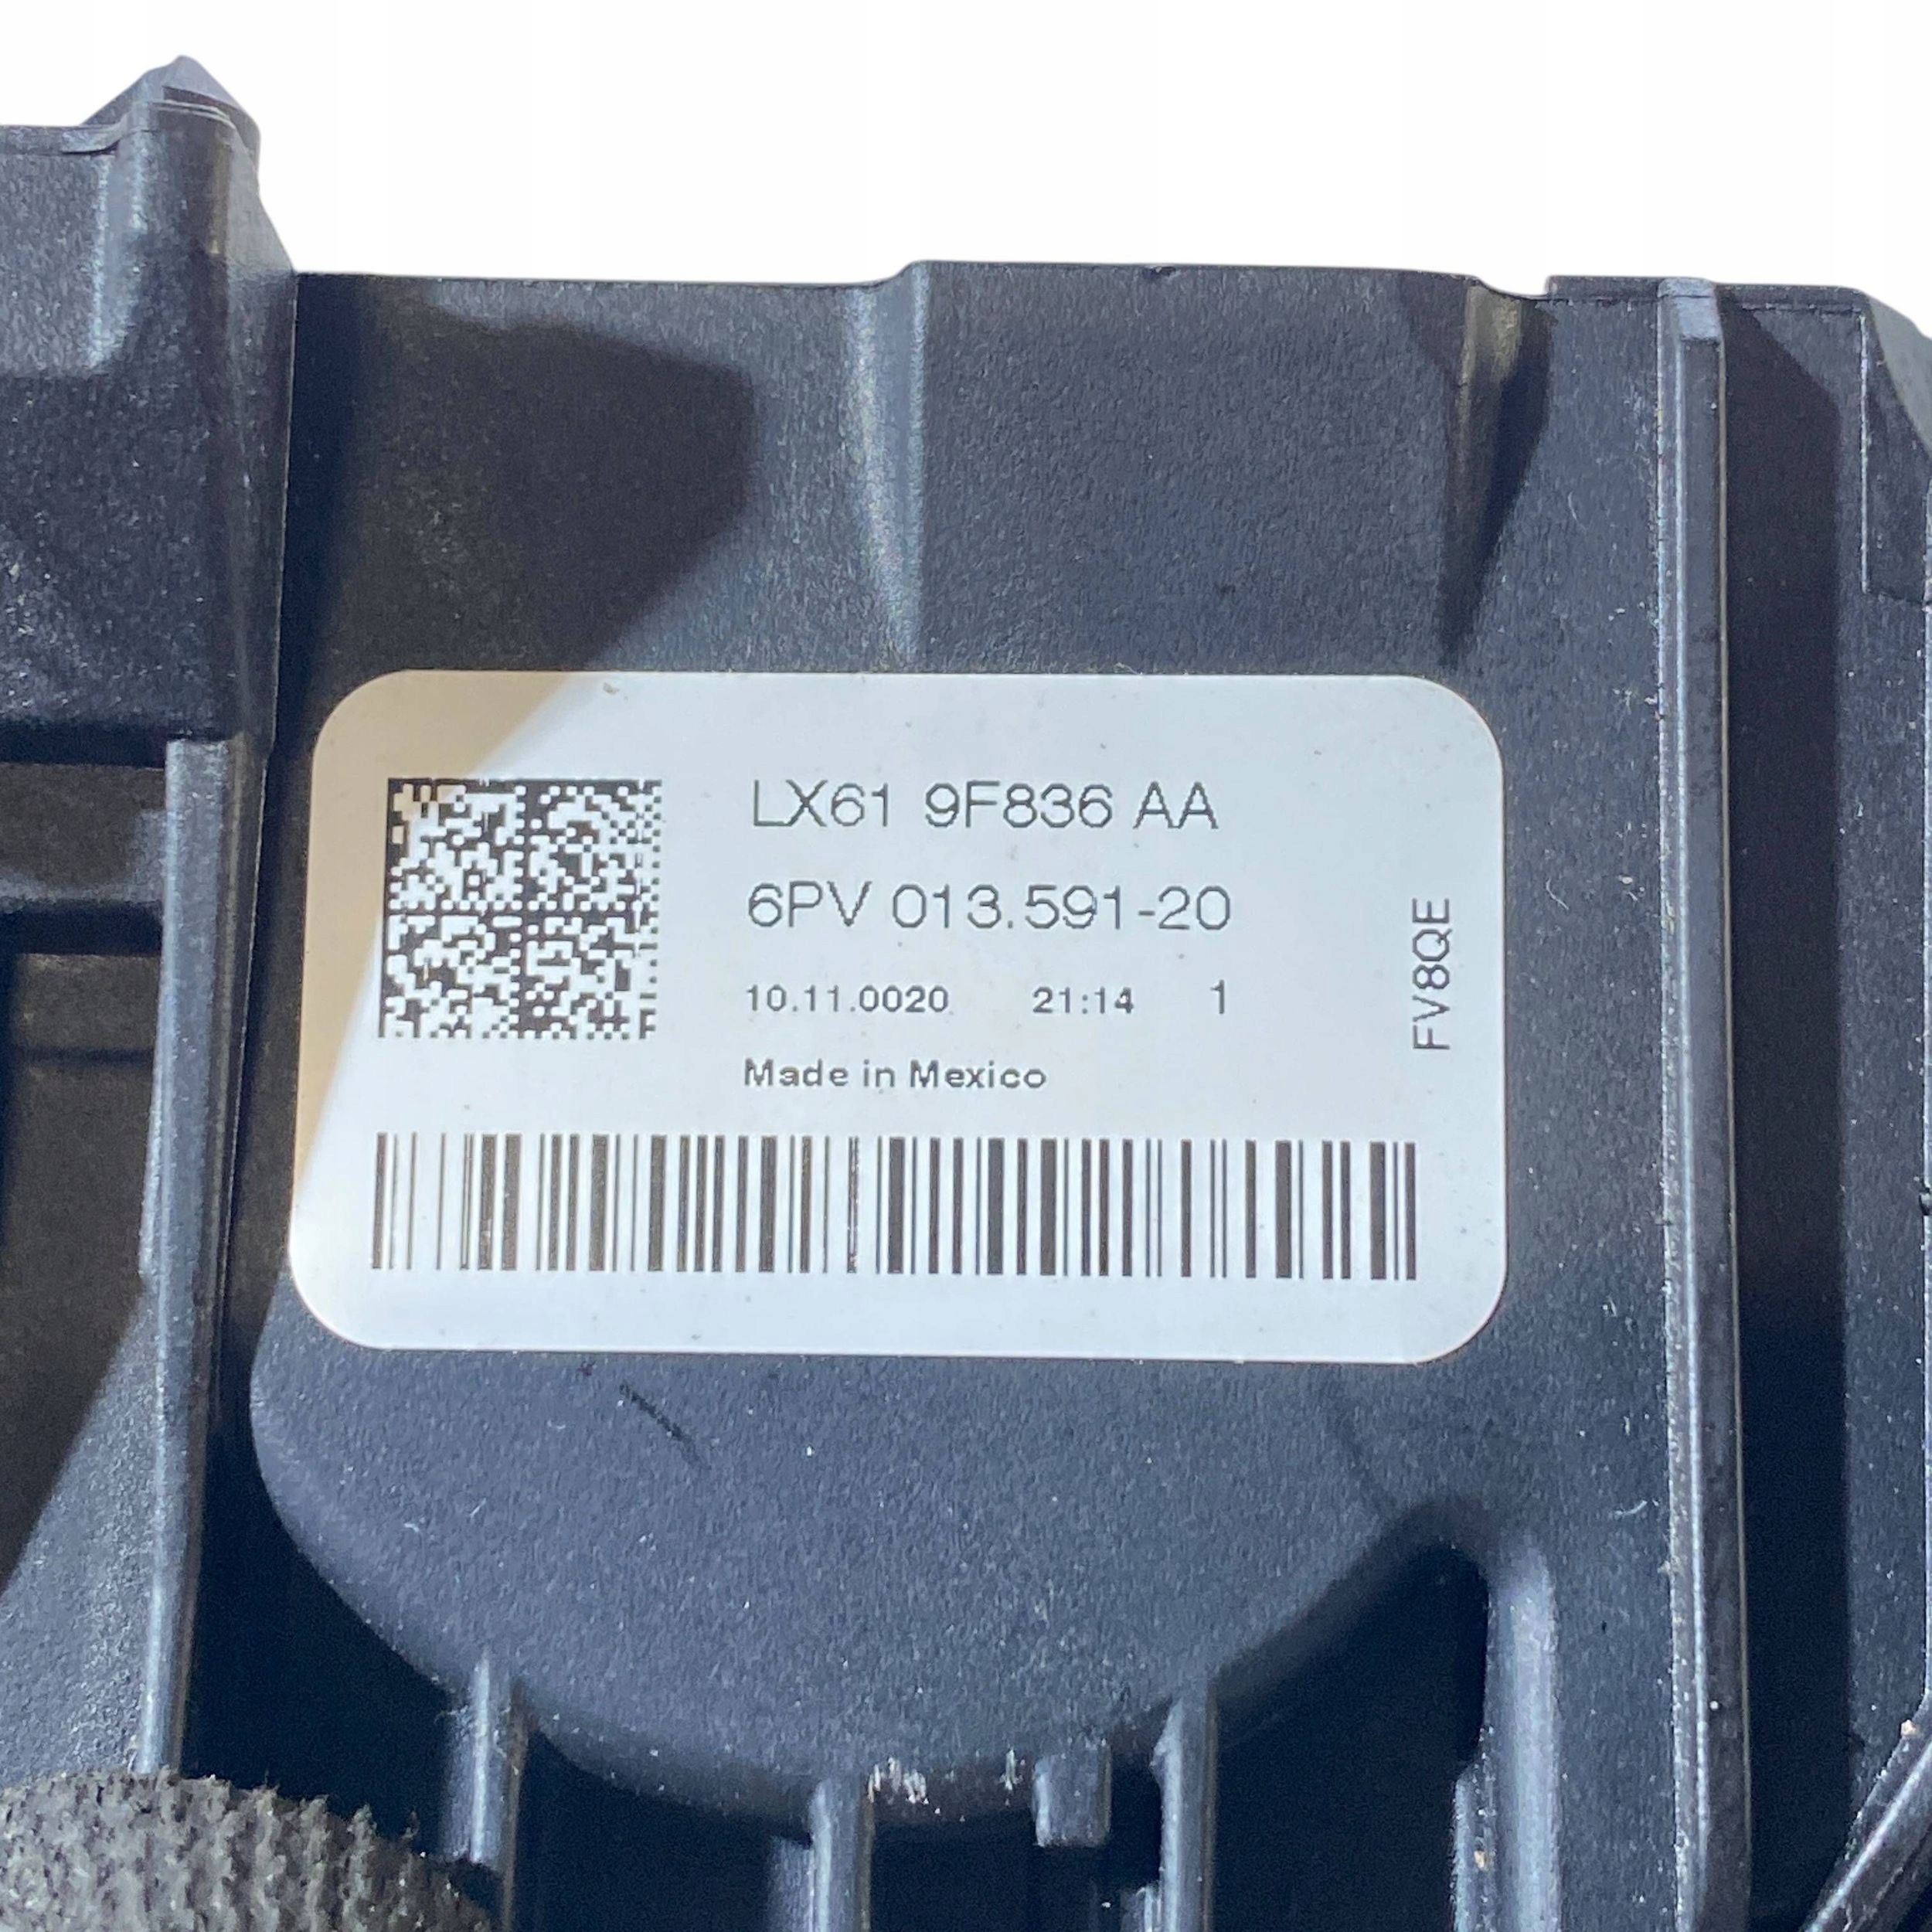 LX61 9F836 AA
6PV 013.591-20
10.11.0020 21:14 1
Made in Mexico
FV8QE